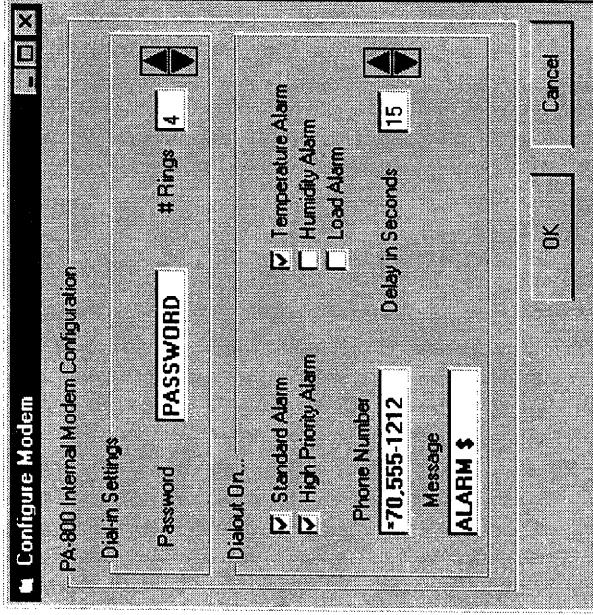 Configure Modem
PA-800 Internal Modem Configuration
Dial-in Settings
Password PASSWORD # Rings 4
Dialout On...
Standard Alarm Temperature Alarm
High Priority Alarm Humidity Alarm
Load Alarm
Phone Number
*70,555-1212 Delay in Seconds 15
Message
ALARM $
OK Cancel